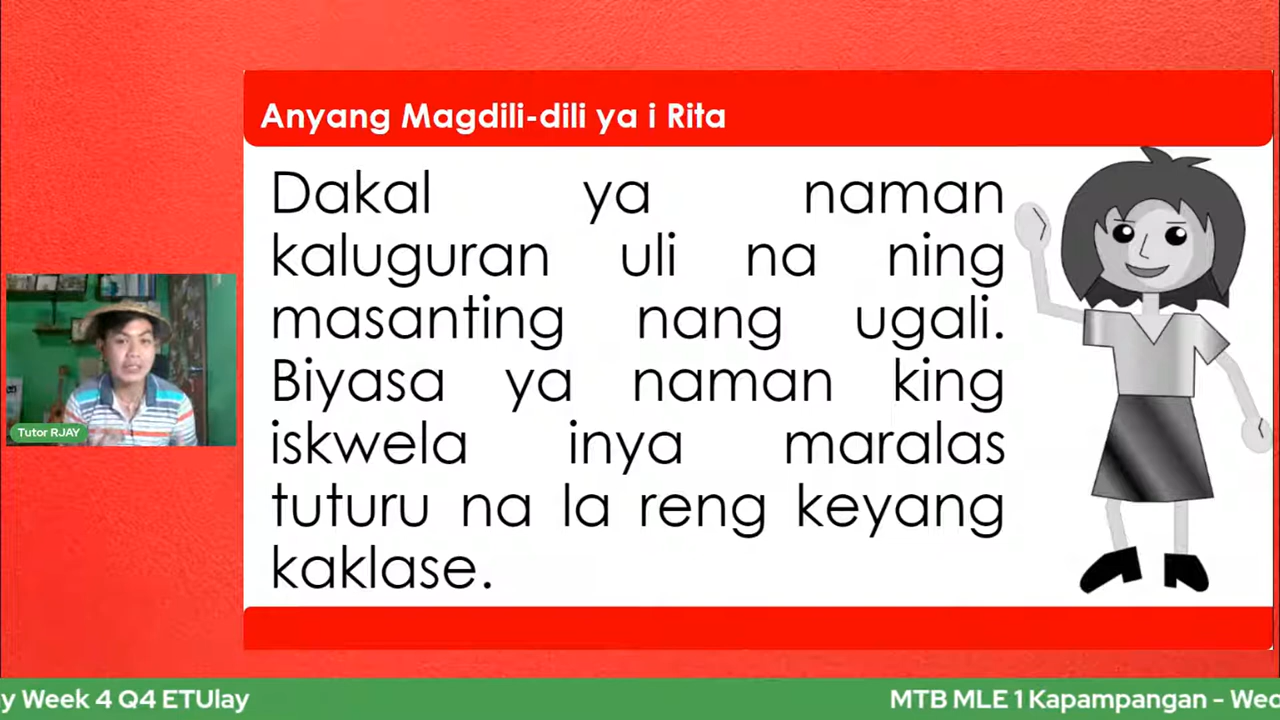 Anyang Magdili-dili ya i Rita
Dakal ya naman
kaluguran uli na ning
masanting nang ugali.
Biyasa ya naman king
iskwela inya maralas
tuturu na la reng keyang
kaklase.
Tutor RJAY
y Week 4 Q4 ETUlay
MTB MLE 1 Kapampangan - Wed